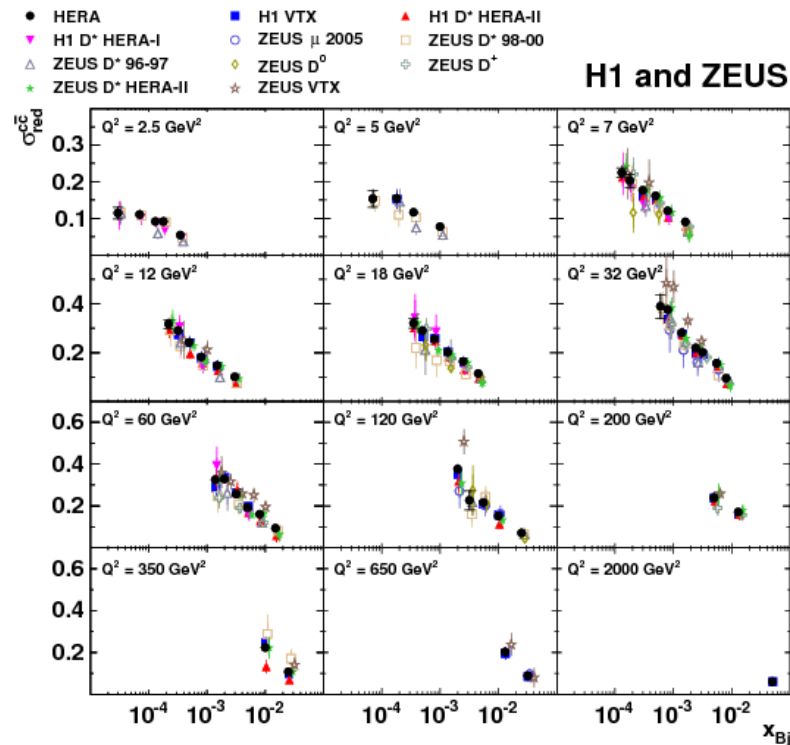 HERA H1 VTX H1 D* HERA-II
H1 D* HERA-I ZEUS μ 2005 ZEUS D* 98-00
ZEUS D* 96-97 ZEUS D⁰ ZEUS D⁺
ZEUS D* HERA-II ZEUS VTX
H1 and ZEUS
σ_red^cc̅
Q² = 2.5 GeV² Q² = 5 GeV² Q² = 7 GeV²
0.3
0.2
0.1
Q² = 12 GeV² Q² = 18 GeV² Q² = 32 GeV²
0.4
0.2
Q² = 60 GeV² Q² = 120 GeV² Q² = 200 GeV²
0.6
0.4
0.2
Q² = 350 GeV² Q² = 650 GeV² Q² = 2000 GeV²
0.6
0.4
0.2
10⁻⁴ 10⁻³ 10⁻² 10⁻⁴ 10⁻³ 10⁻² 10⁻⁴ 10⁻³ 10⁻²
x_Bj